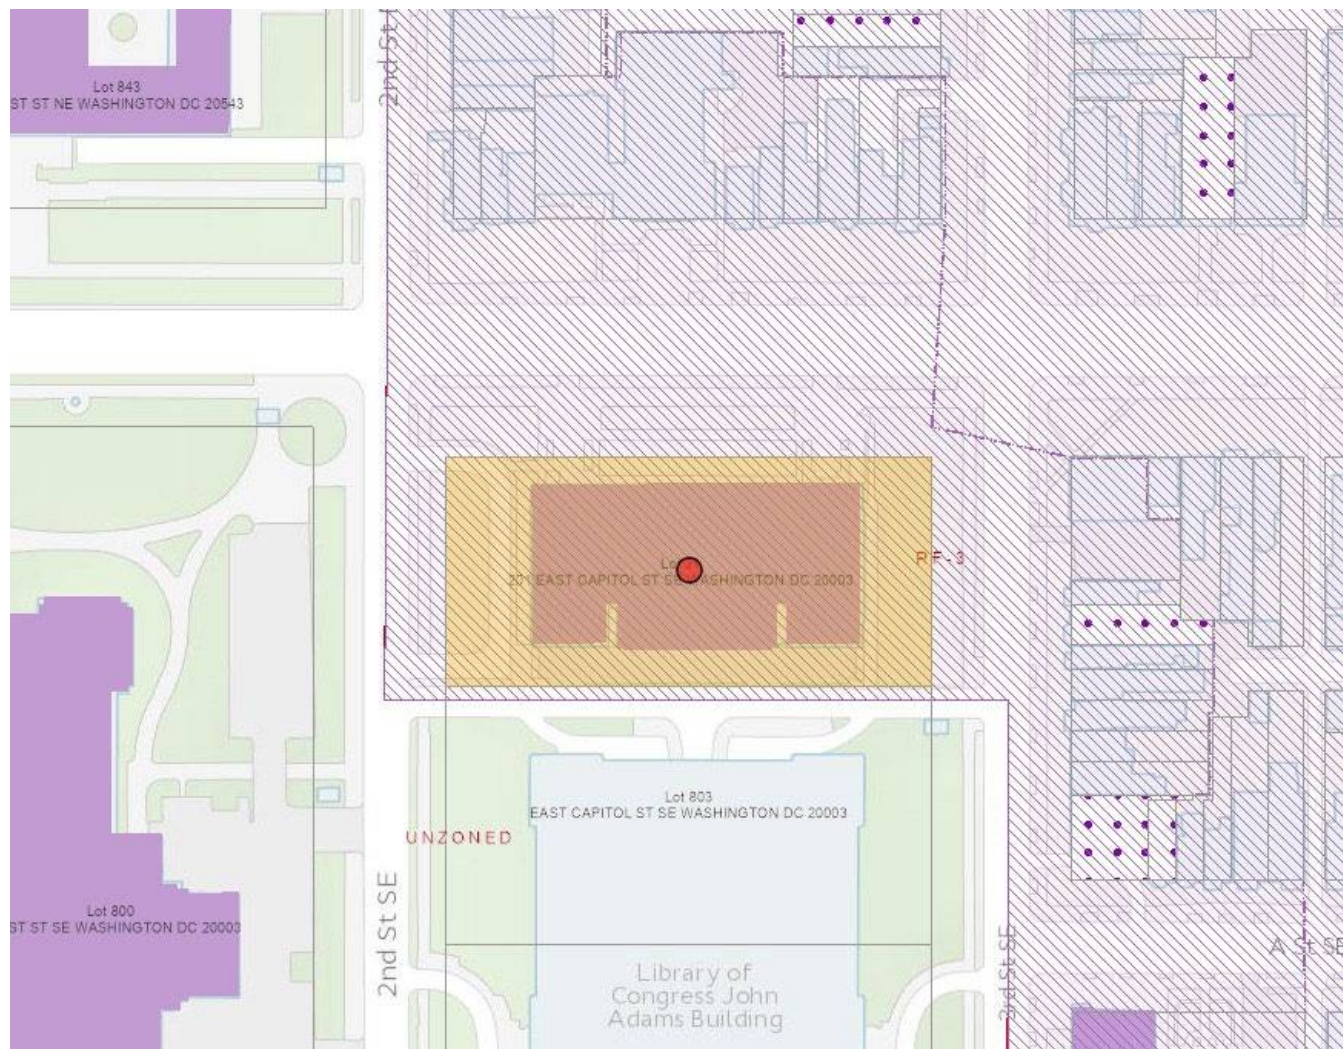 2nd St
Lot 843
ST ST NE WASHINGTON DC 20543
RF-3
EAST CAPITOL ST SE WASHINGTON DC 20003
Lot 803
EAST CAPITOL ST SE WASHINGTON DC 20003
UNZONED
2nd St SE
Lot 800
ST ST SE WASHINGTON DC 20003
Library of
Congress John
Adams Building
3rd St SE
A St SE